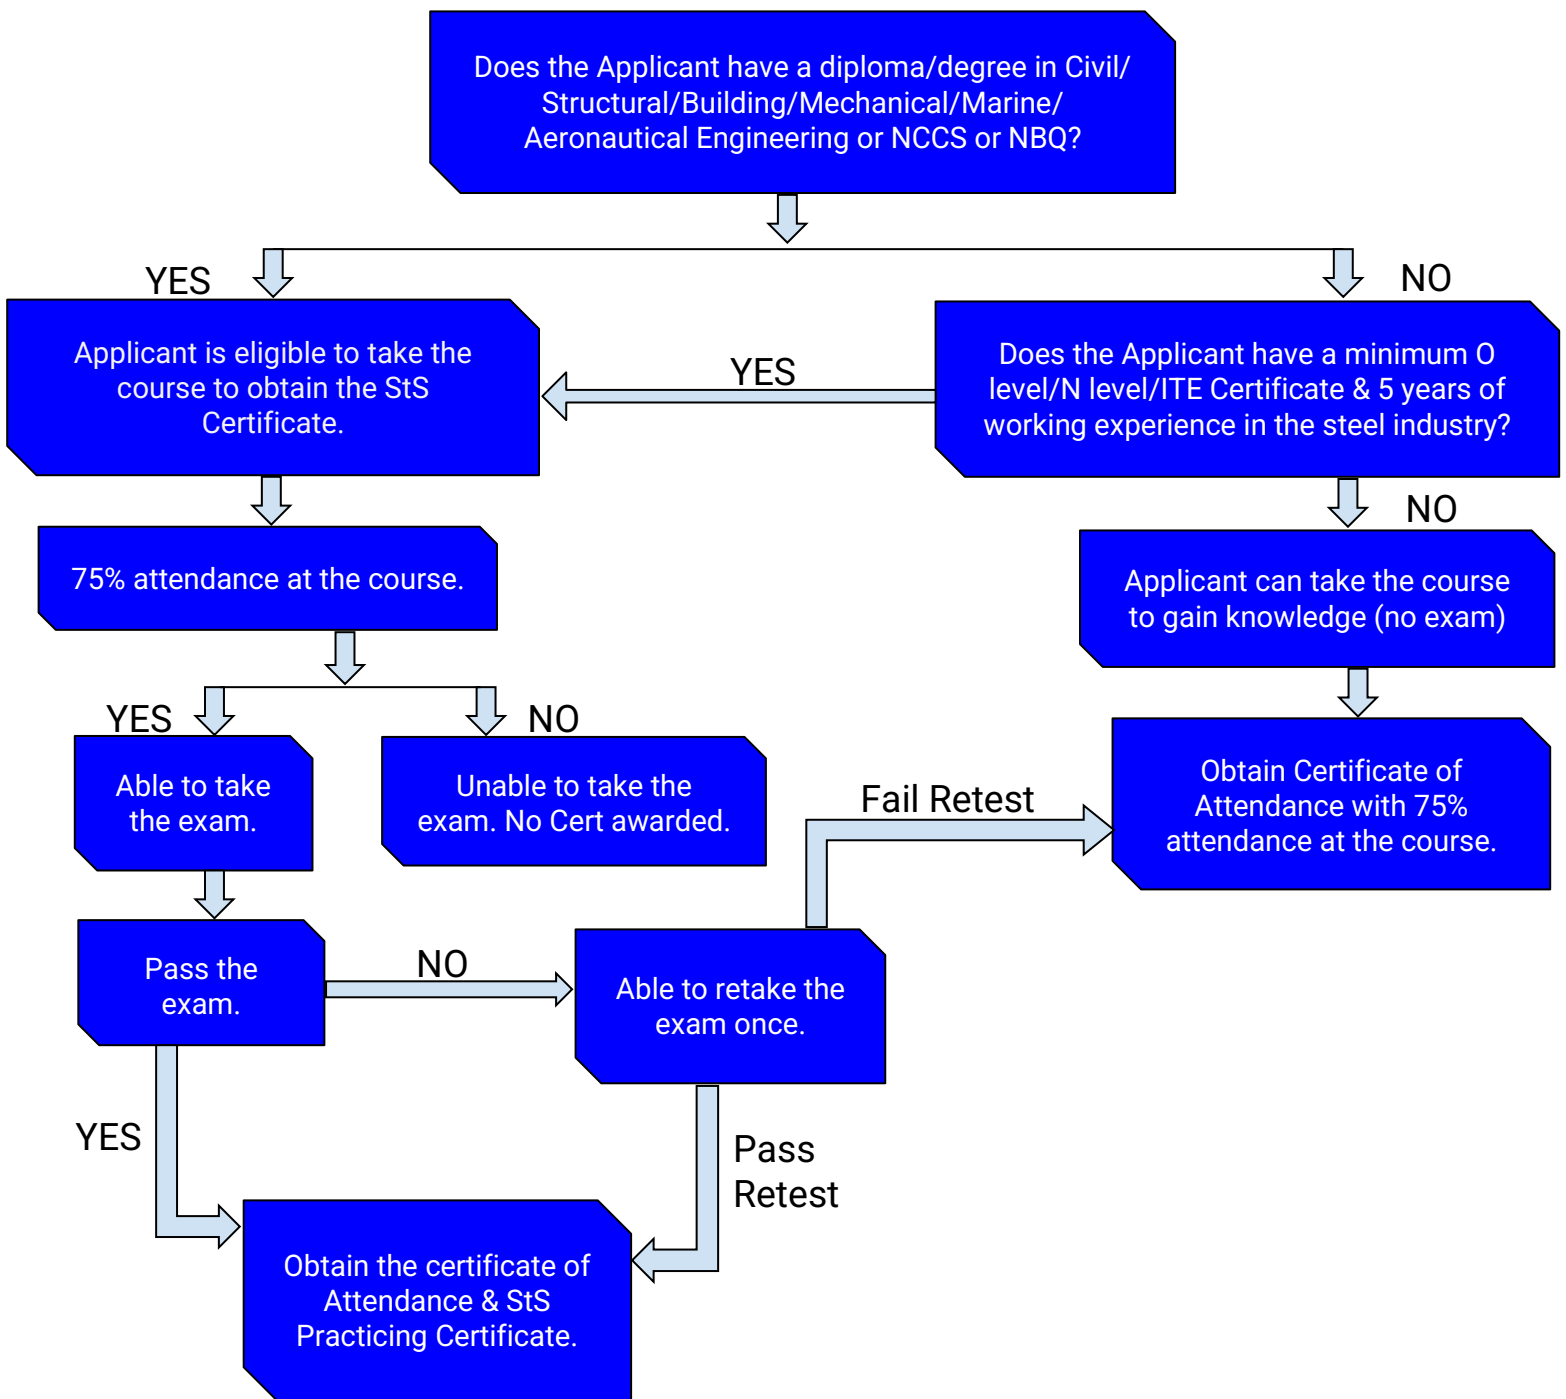 Does the Applicant have a diploma/degree in Civil/
Structural/Building/Mechanical/Marine/
Aeronautical Engineering or NCCS or NBQ?
YES
NO
Applicant is eligible to take the
course to obtain the StS
Certificate.
YES
Does the Applicant have a minimum O
level/N level/ITE Certificate & 5 years of
working experience in the steel industry?
NO
75% attendance at the course.
Applicant can take the course
to gain knowledge (no exam)
YES
NO
Able to take
the exam.
Unable to take the
exam. No Cert awarded.
Fail Retest
Obtain Certificate of
Attendance with 75%
attendance at the course.
Pass the
exam.
NO
Able to retake the
exam once.
YES
Pass
Retest
Obtain the certificate of
Attendance & StS
Practicing Certificate.